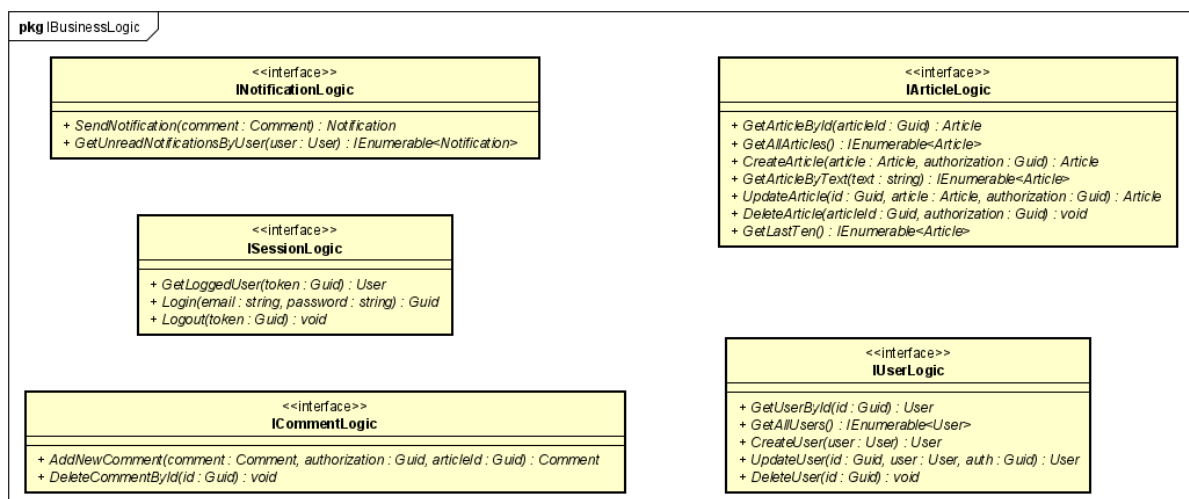 pkg IBusinessLogic
<<interface>>
INotificationLogic
+ SendNotification(comment : Comment) : Notification
+ GetUnreadNotificationsByUser(user : User) : IEnumerable<Notification>
<<interface>>
IArticleLogic
+ GetArticleById(articleId : Guid) : Article
+ GetAllArticles() : IEnumerable<Article>
+ CreateArticle(article : Article, authorization : Guid) : Article
+ GetArticleByText(text : string) : IEnumerable<Article>
+ UpdateArticle(id : Guid, article : Article, authorization : Guid) : Article
+ DeleteArticle(articleId : Guid, authorization : Guid) : void
+ GetLastTen() : IEnumerable<Article>
<<interface>>
ISessionLogic
+ GetLoggedUser(token : Guid) : User
+ Login(email : string, password : string) : Guid
+ Logout(token : Guid) : void
<<interface>>
IUserLogic
+ GetUserById(id : Guid) : User
+ GetAllUsers() : IEnumerable<User>
+ CreateUser(user : User) : User
+ UpdateUser(id : Guid, user : User, auth : Guid) : User
+ DeleteUser(id : Guid) : void
<<interface>>
ICommentLogic
+ AddNewComment(comment : Comment, authorization : Guid, articleId : Guid) : Comment
+ DeleteCommentById(id : Guid) : void